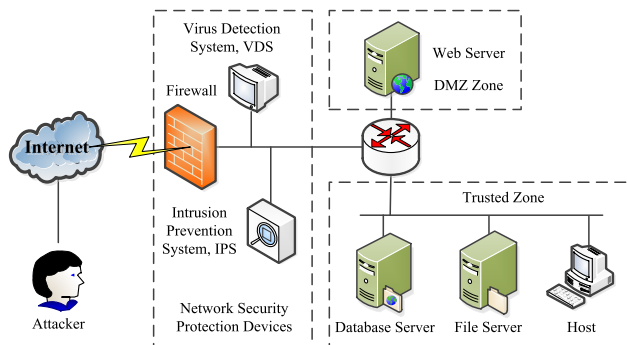 Virus Detection
System, VDS
Firewall
Internet
Intrusion
Prevention
System, IPS
Network Security
Protection Devices
Attacker
Web Server
DMZ Zone
Trusted Zone
Database Server
File Server
Host